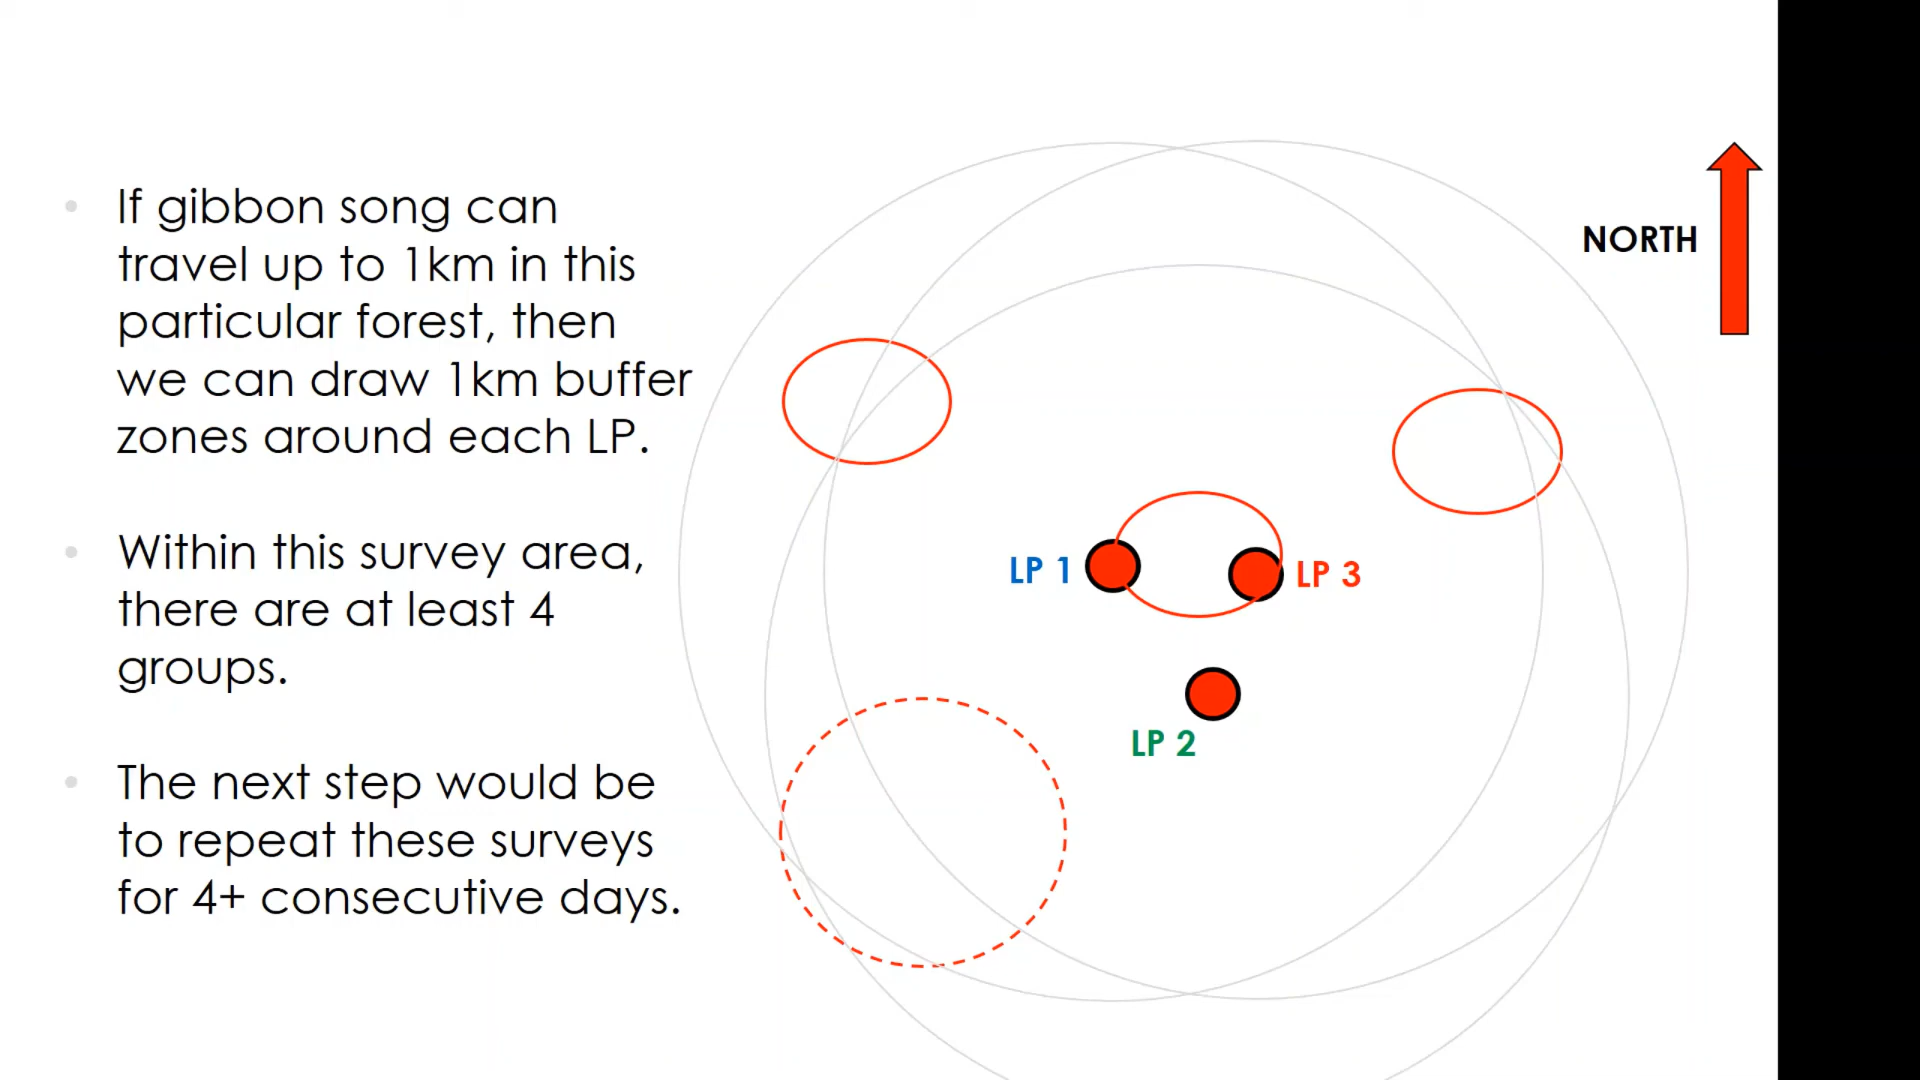 If gibbon song can
travel up to 1km in this
particular forest, then
we can draw 1km buffer
zones around each LP.
Within this survey area,
there are at least 4
groups.
The next step would be
to repeat these surveys
for 4+ consecutive days.
NORTH
LP 1
LP 3
LP 2